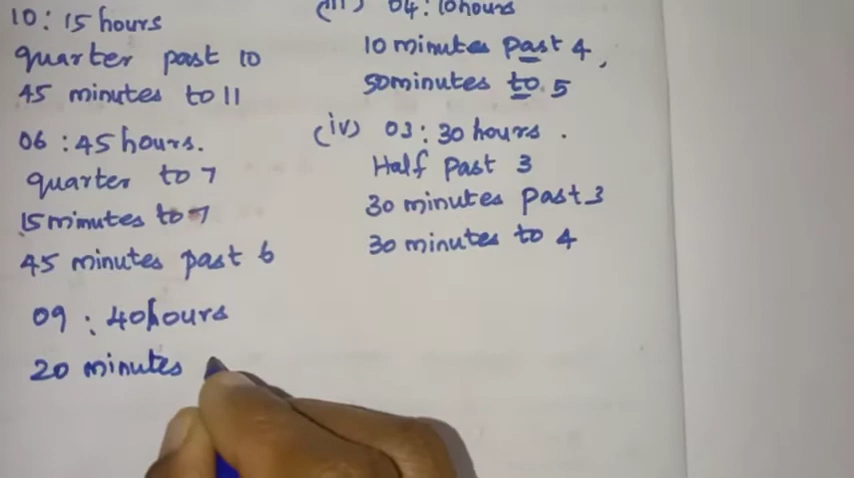 10:15 hours
quarter past 10
45 minutes to 11
06:45 hours.
quarter to 7
15 minutes to 7
45 minutes past 6
09:40 hours
20 minutes
(iii) 04:10 hours
10 minutes past 4,
50 minutes to 5
(iv) 03:30 hours.
Half past 3
30 minutes past 3
30 minutes to 4